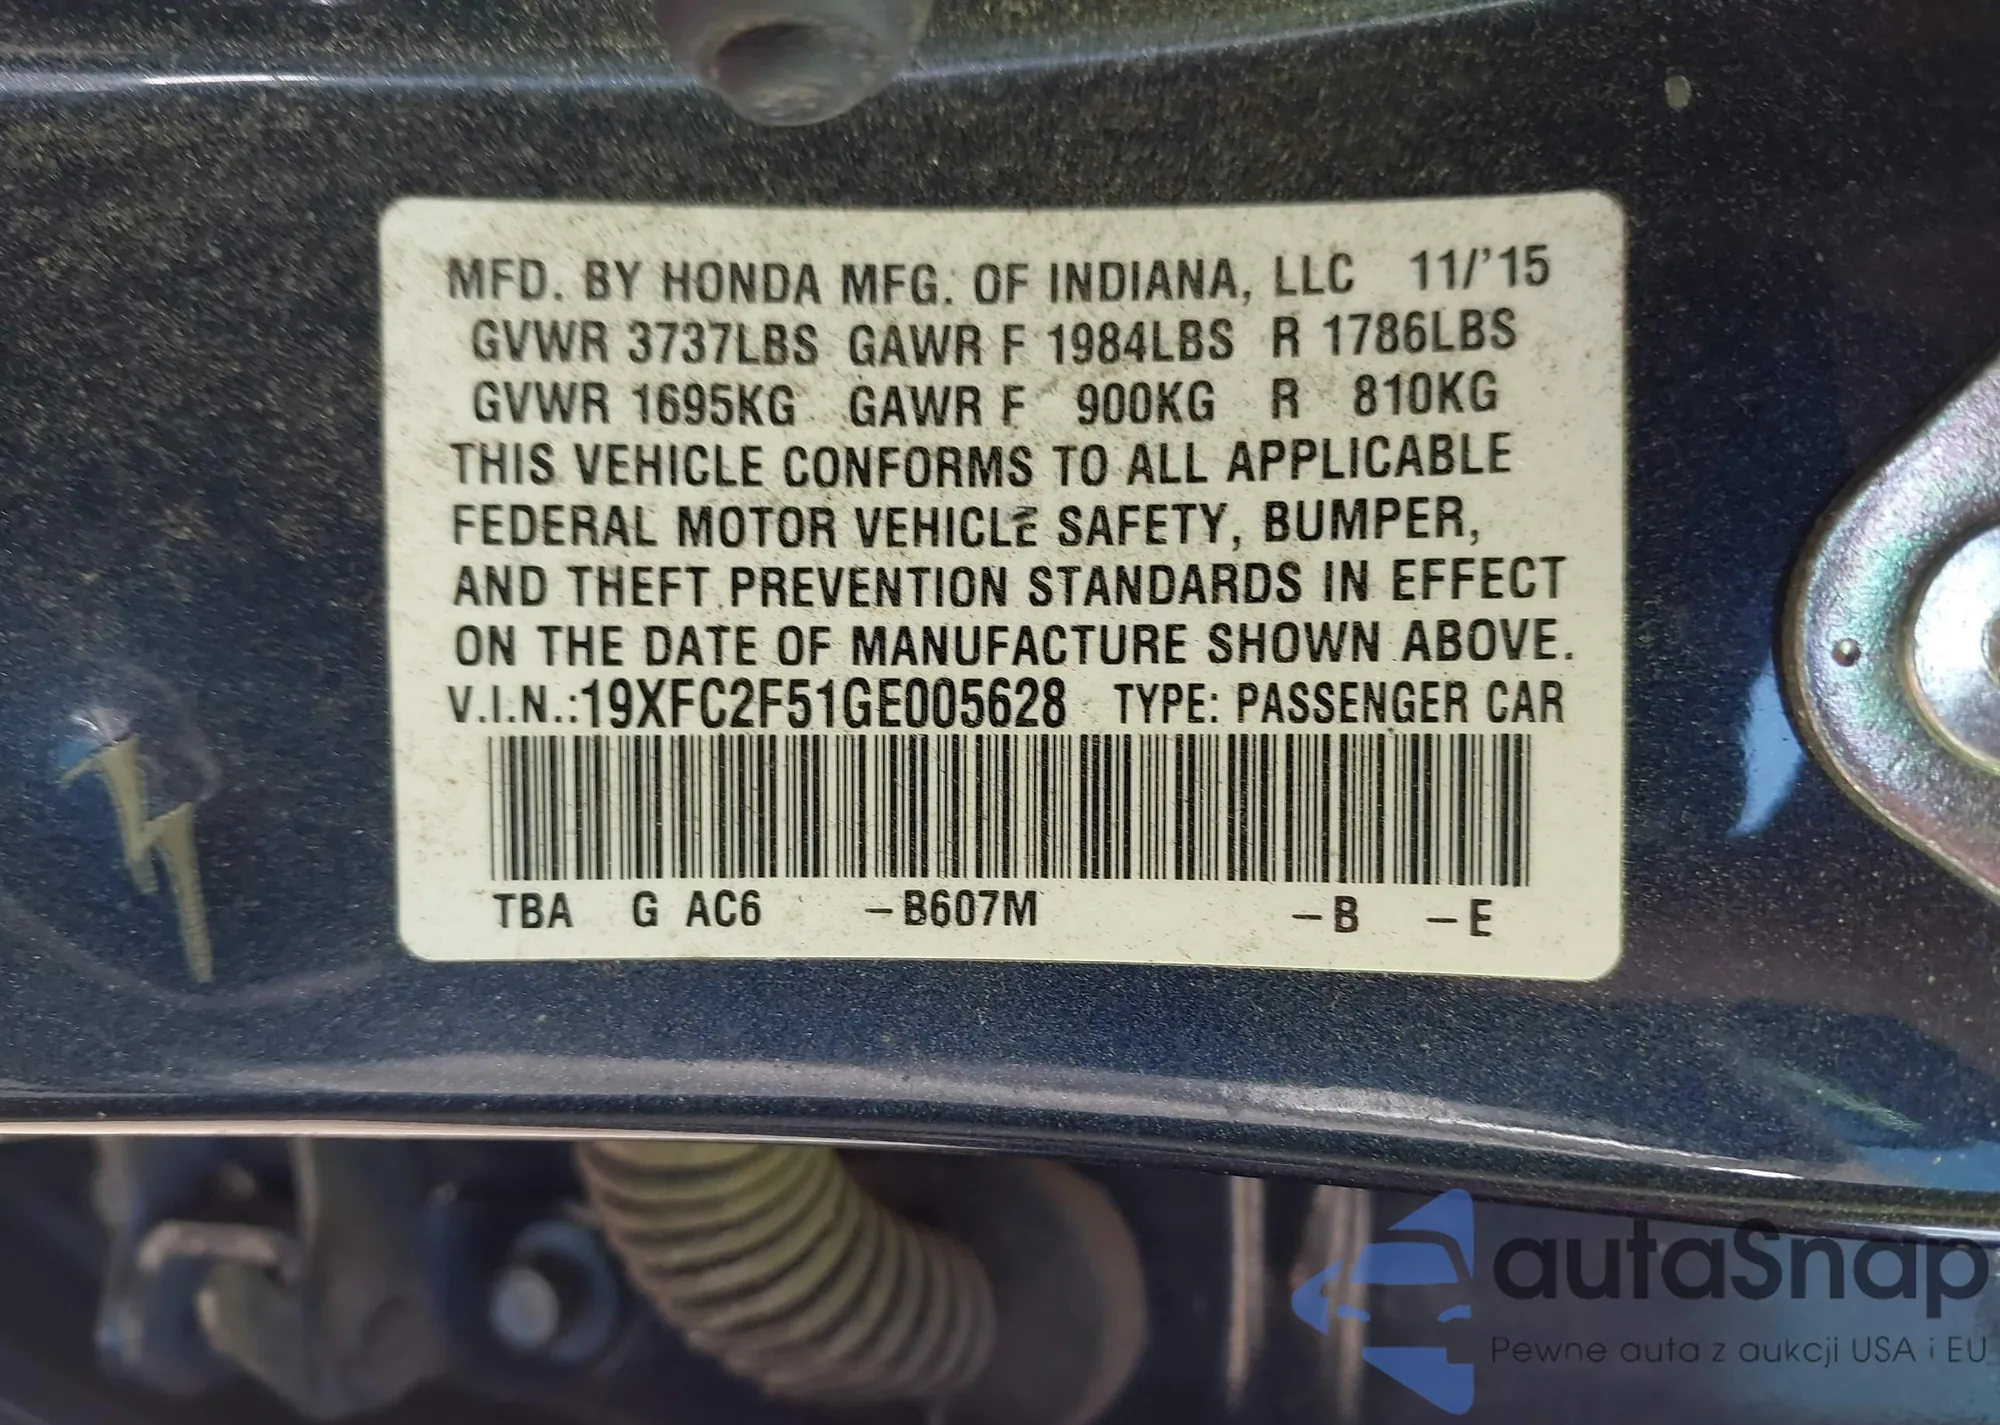 MFD. BY HONDA MFG. OF INDIANA, LLC 11/'15
GVWR 3737LBS GAWR F 1984LBS R 1786LBS
GVWR 1695KG GAWR F 900KG R 810KG
THIS VEHICLE CONFORMS TO ALL APPLICABLE
FEDERAL MOTOR VEHICLE SAFETY, BUMPER,
AND THEFT PREVENTION STANDARDS IN EFFECT
ON THE DATE OF MANUFACTURE SHOWN ABOVE.
V.I.N.:19XFC2F51GE005628 TYPE: PASSENGER CAR
TBA G AC6 –B607M –B –E
autaSnap
Pewne auta z aukcji USA i EU